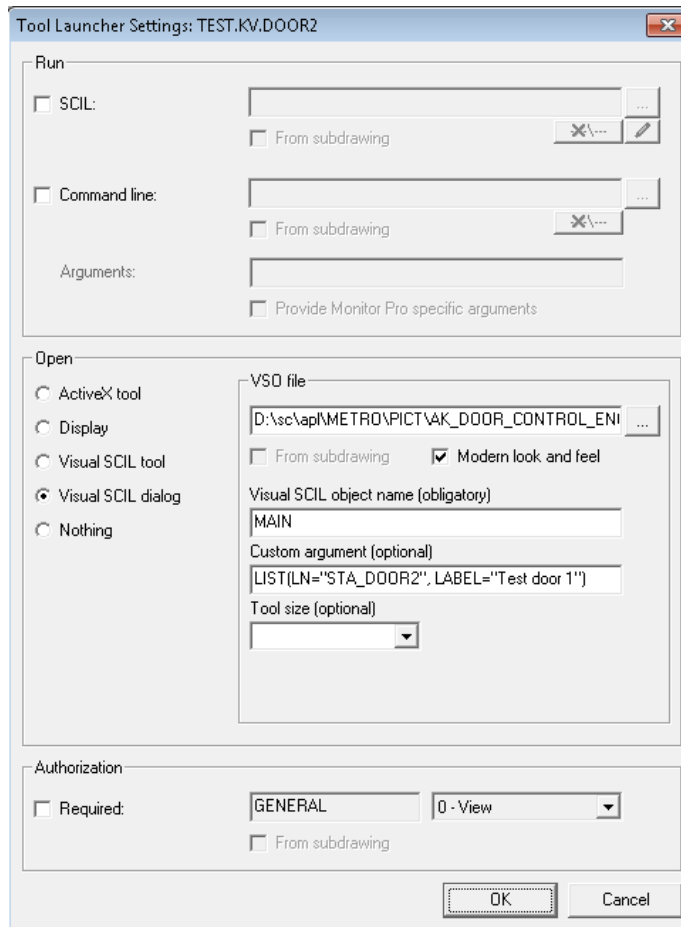 Tool Launcher Settings: TEST.KV.DOOR2
Run
SCIL:
...
From subdrawing
Command line:
...
From subdrawing
Arguments:
Provide Monitor Pro specific arguments
Open
ActiveX tool
Display
Visual SCIL tool
Visual SCIL dialog
Nothing
VSO file
D:\sc\apl\METRO\PICT\AK_DOOR_CONTROL_EN
...
From subdrawing
Modern look and feel
Visual SCIL object name (obligatory)
MAIN
Custom argument (optional)
LIST(LN="STA_DOOR2", LABEL="Test door 1")
Tool size (optional)
Authorization
Required:
GENERAL
0 - View
From subdrawing
OK
Cancel